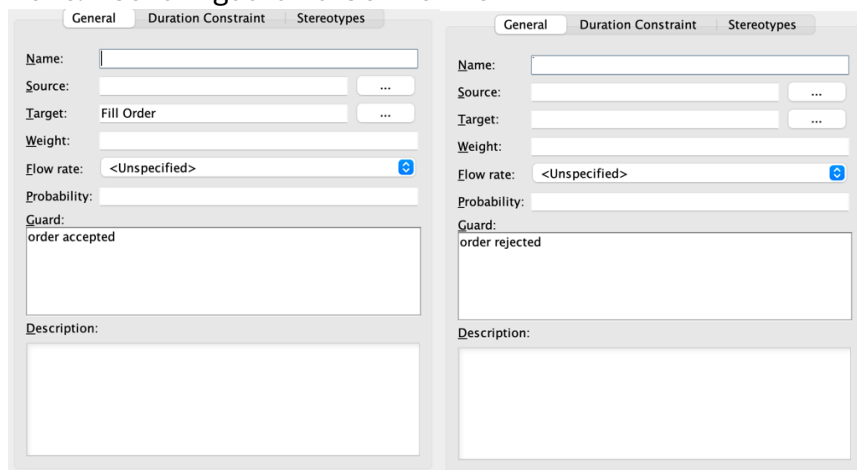 General Duration Constraint Stereotypes
Name:
Source: ...
Target: Fill Order ...
Weight:
Flow rate: <Unspecified>
Probability:
Guard:
order accepted
Description:
General Duration Constraint Stereotypes
Name:
Source: ...
Target: ...
Weight:
Flow rate: <Unspecified>
Probability:
Guard:
order rejected
Description: